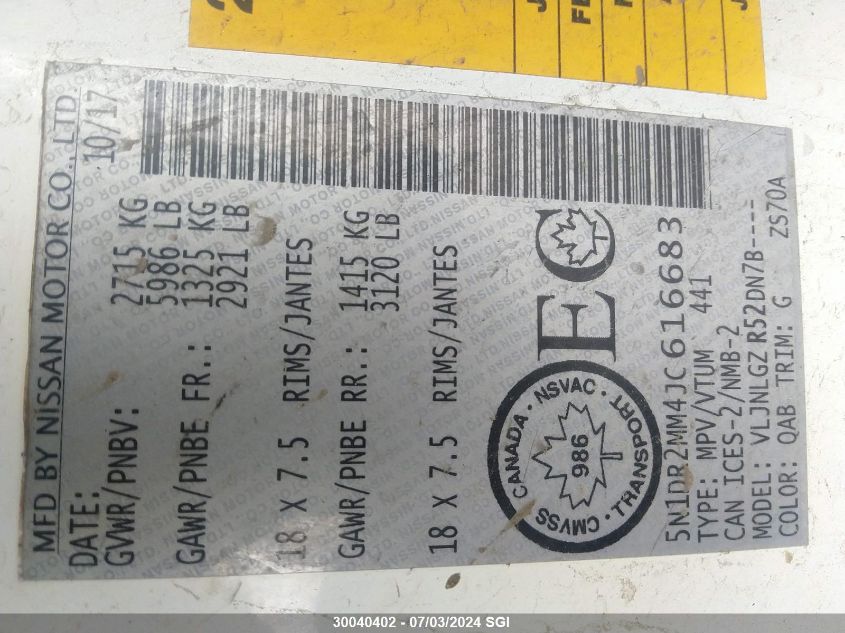 MFD BY NISSAN MOTOR CO., LTD
DATE: 10/17
GVWR/PNBV: 2715 KG
5986 LB
GAWR/PNBE FR.: 1325 KG
2921 LB
18 X 7.5 RIMS/JANTES
GAWR/PNBE RR.: 1415 KG
3120 LB
18 X 7.5 RIMS/JANTES
CANADA · NSVAC · TRANSPORT · CMVSS
986
EC
5N1DR2MM4JC616683
TYPE: MPV/VTUM 441
CAN ICES-2/NMB-2
MODEL: VLJNLGZ R52DN7B----
COLOR: QAB TRIM: G ZS70A
30040402 - 07/03/2024 SGI